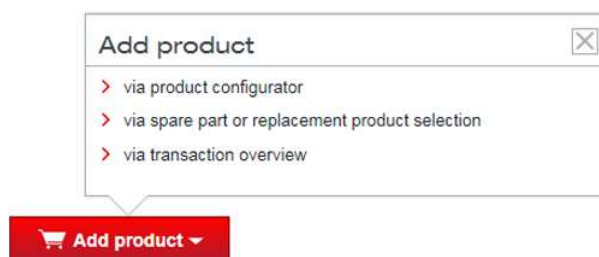 Add product
via product configurator
via spare part or replacement product selection
via transaction overview
Add product